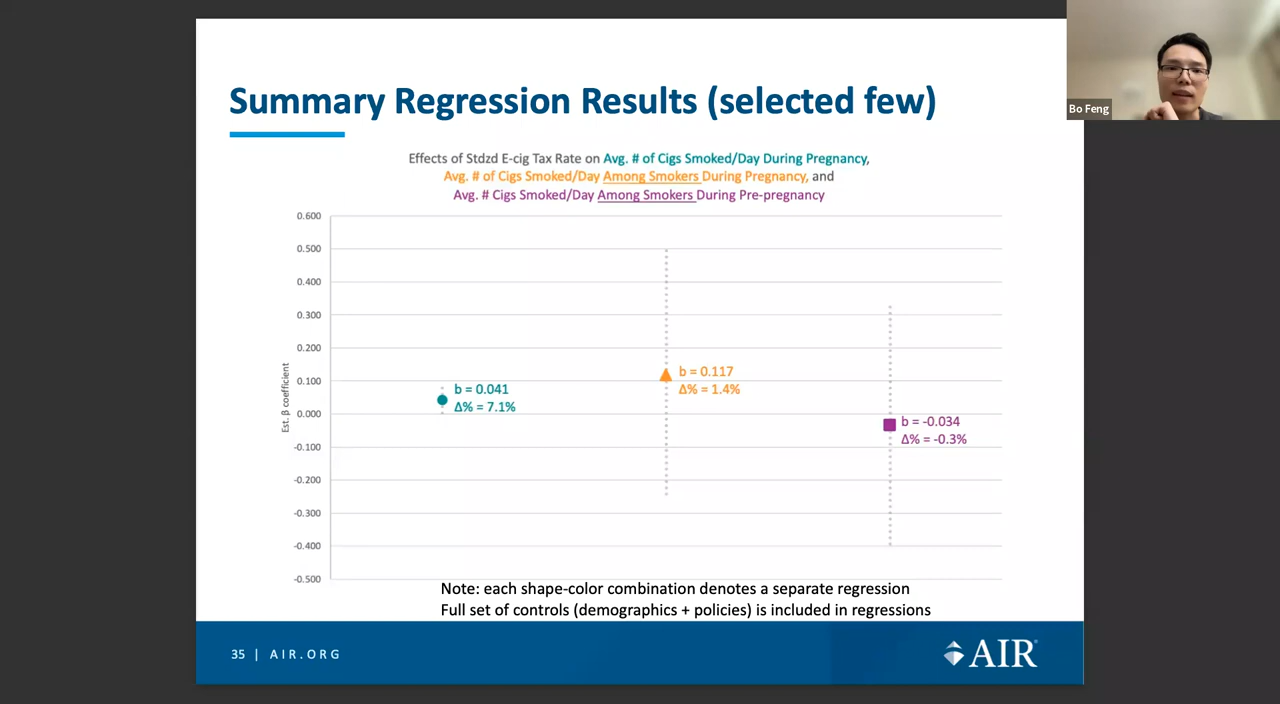 Bo Feng
Summary Regression Results (selected few)
Effects of Stdzd E-cig Tax Rate on Avg. # of Cigs Smoked/Day During Pregnancy,
Avg. # of Cigs Smoked/Day Among Smokers During Pregnancy, and
Avg. # Cigs Smoked/Day Among Smokers During Pre-pregnancy
0.600
0.500
0.400
0.300
0.200
0.100
0.000
-0.100
-0.200
-0.300
-0.400
-0.500
Est. β coefficient
b = 0.041
Δ% = 7.1%
b = 0.117
Δ% = 1.4%
b = -0.034
Δ% = -0.3%
Note: each shape-color combination denotes a separate regression
Full set of controls (demographics + policies) is included in regressions
35 | AIR.ORG
AIR